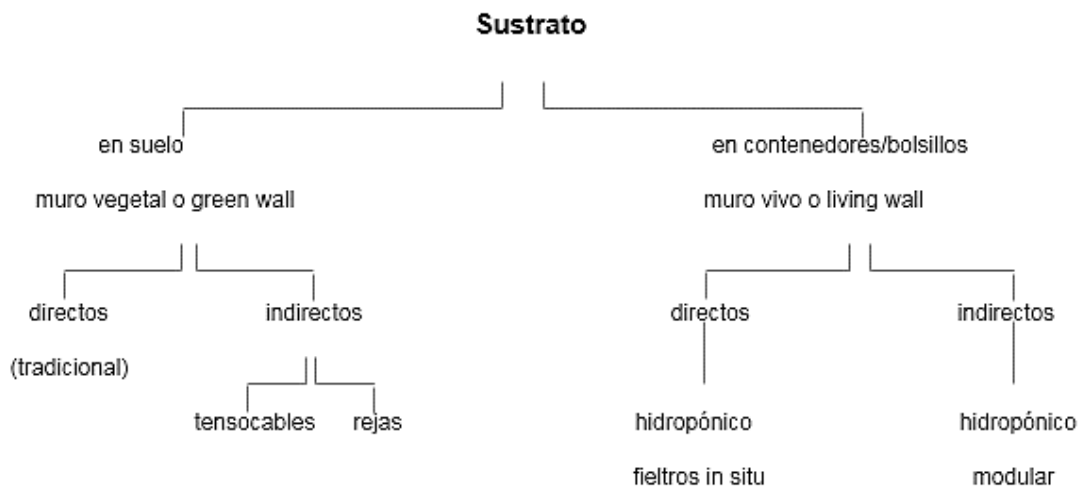 Sustrato
en suelo
en contenedores/bolsillos
muro vegetal o green wall
muro vivo o living wall
directos
indirectos
directos
indirectos
(tradicional)
tensocables
rejas
hidropónico
hidropónico
fieltros in situ
modular